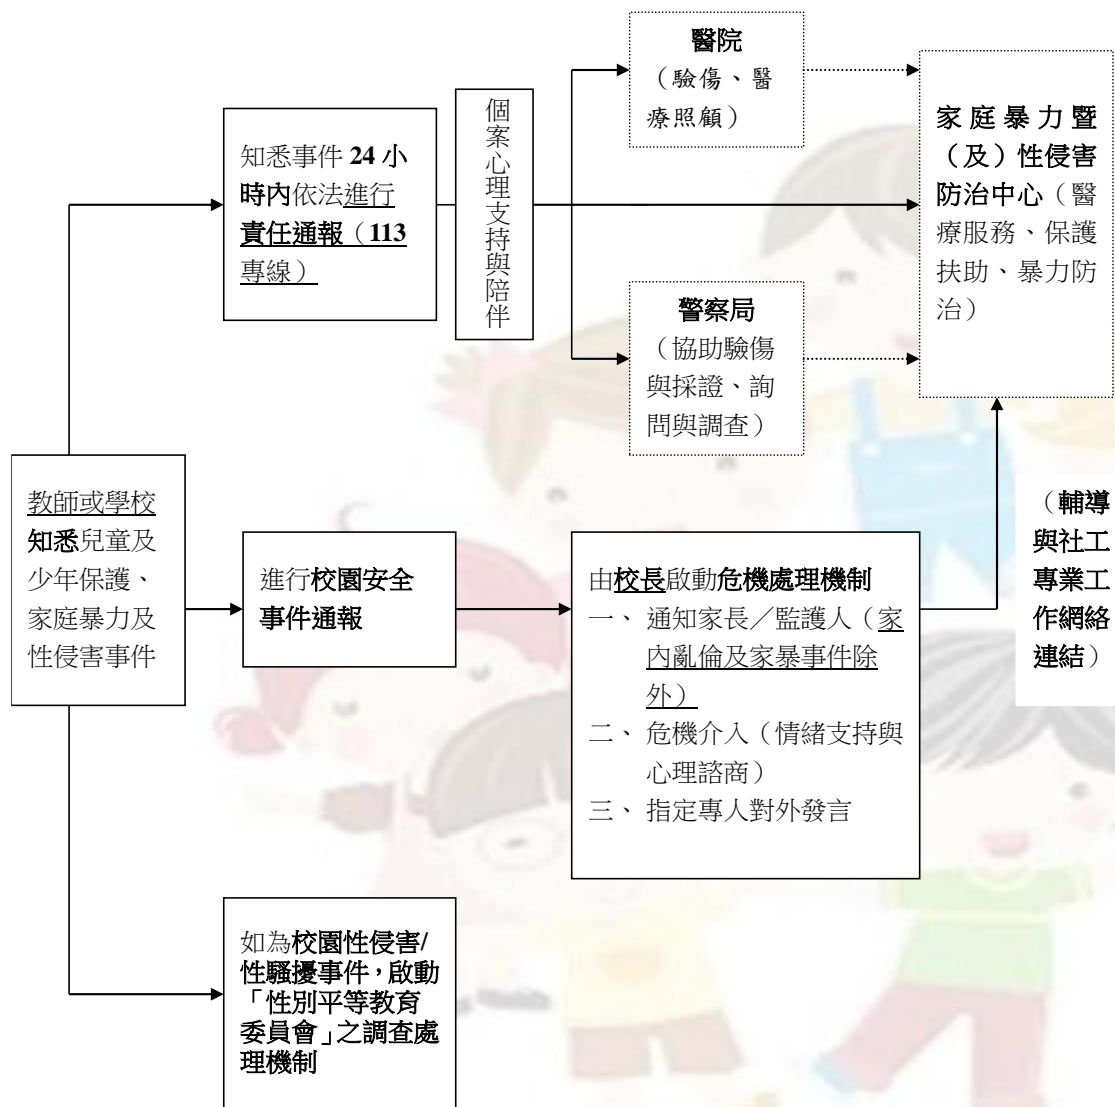 教師或學校
知悉兒童及
少年保護、
家庭暴力及
性侵害事件
知悉事件 24 小
時內依法進行
責任通報（113
專線）
個案心理支持與陪伴
醫院
（驗傷、醫
療照顧）
警察局
（協助驗傷
與採證、詢
問與調查）
家庭暴力暨
（及）性侵害
防治中心（醫
療服務、保護
扶助、暴力防
治）
進行校園安全
事件通報
由校長啟動危機處理機制
一、 通知家長／監護人（家
內亂倫及家暴事件除
外）
二、 危機介入（情緒支持與
心理諮商）
三、 指定專人對外發言
（輔導
與社工
專業工
作網絡
連結）
如為校園性侵害/
性騷擾事件，啟動
「性別平等教育
委員會」之調查處
理機制